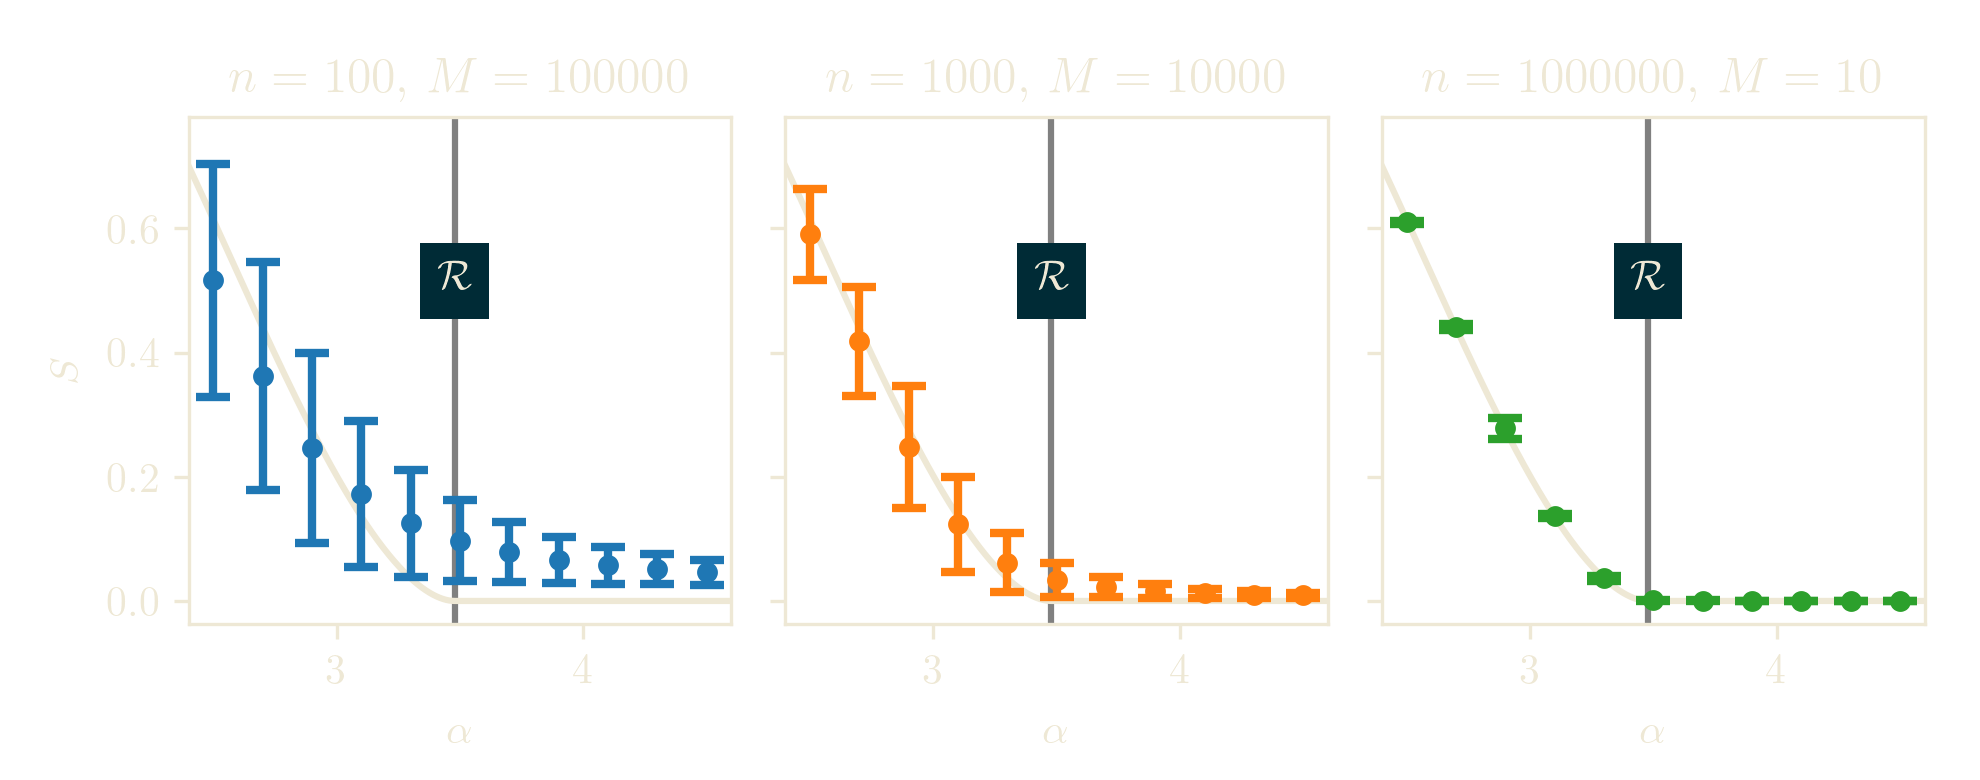 n = 100, M = 100000
n = 1000, M = 10000
n = 1000000, M = 10
S
0.6
0.4
0.2
0.0
ℛ
ℛ
ℛ
3 4
3 4
3 4
α
α
α